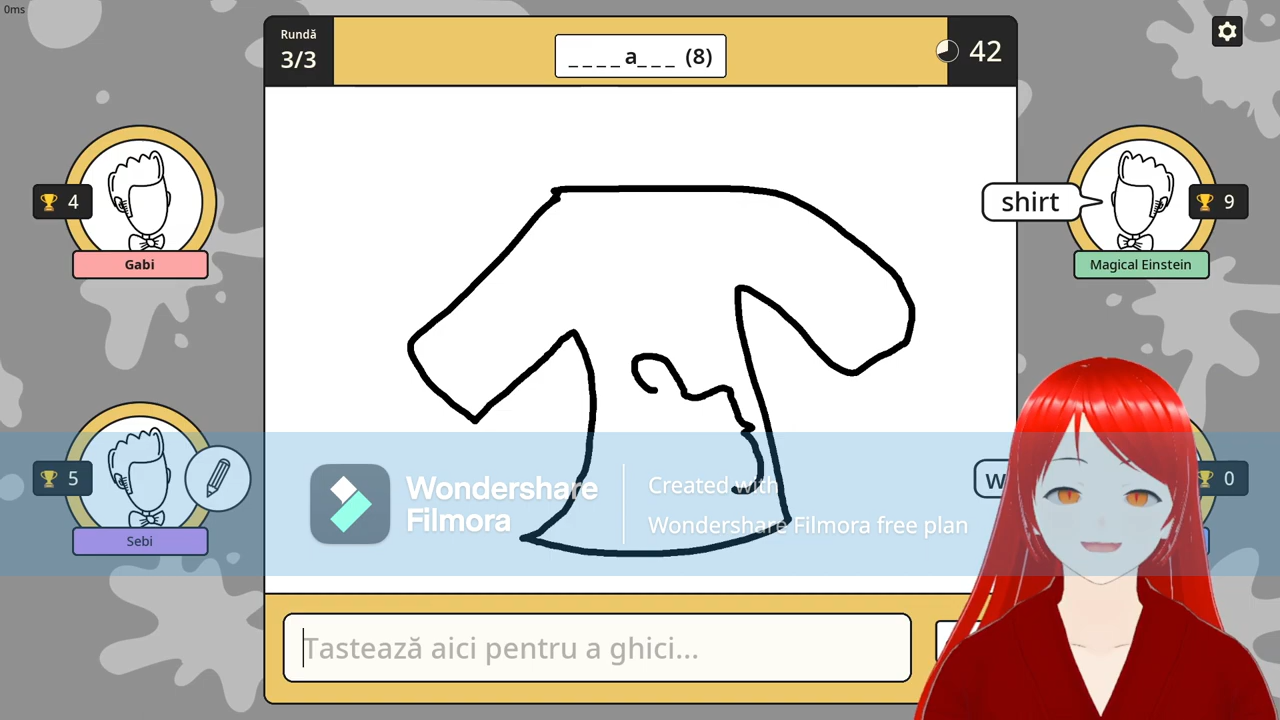 0ms
Rundă
3/3
_ _ _ _ a _ _ _ (8)
42
4
Gabi
shirt
9
Magical Einstein
5
Sebi
Wondershare
Filmora
Created with
Wondershare Filmora free plan
w
0
Tastează aici pentru a ghici...